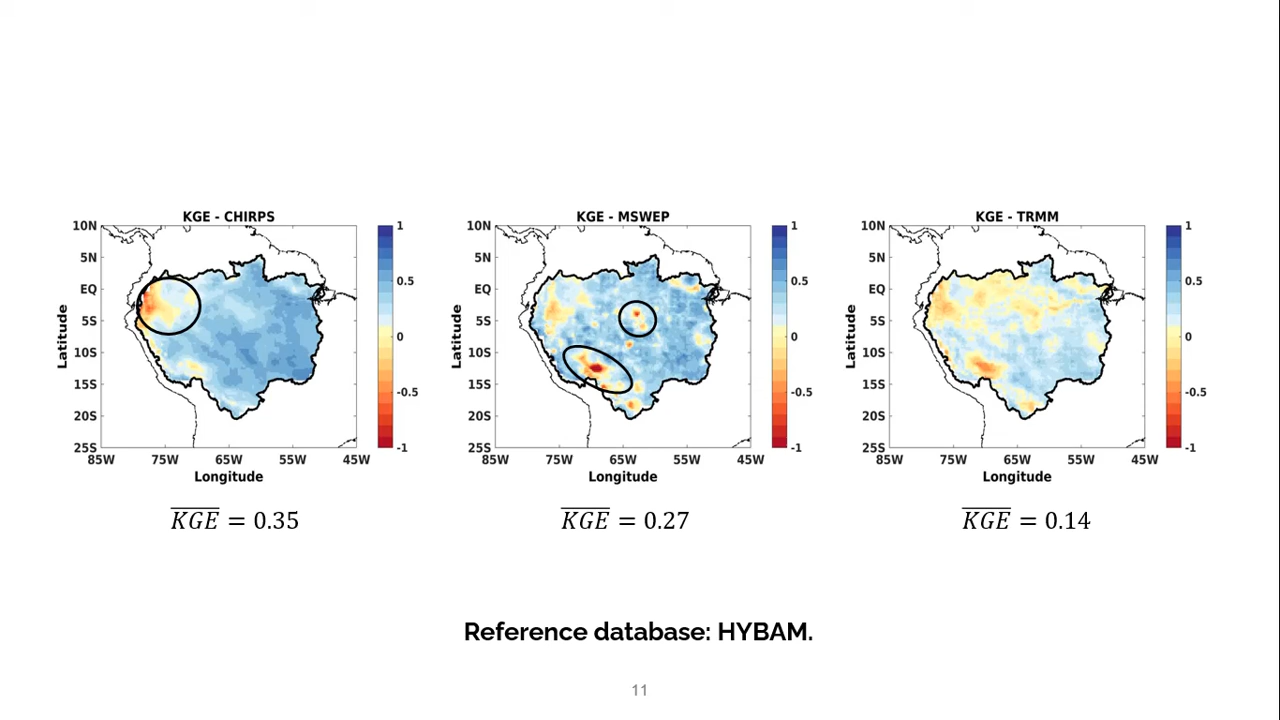 KGE - CHIRPS
10N
5N
EQ
5S
10S
15S
20S
25S
85W 75W 65W 55W 45W
Latitude
Longitude
1
0.5
0
-0.5
-1
KGE - MSWEP
10N
5N
EQ
5S
10S
15S
20S
25S
85W 75W 65W 55W 45W
Latitude
Longitude
1
0.5
0
-0.5
-1
KGE - TRMM
10N
5N
EQ
5S
10S
15S
20S
25S
85W 75W 65W 55W 45W
Latitude
Longitude
1
0.5
0
-0.5
-1
K̅G̅E̅ = 0.35
K̅G̅E̅ = 0.27
K̅G̅E̅ = 0.14
Reference database: HYBAM.
11